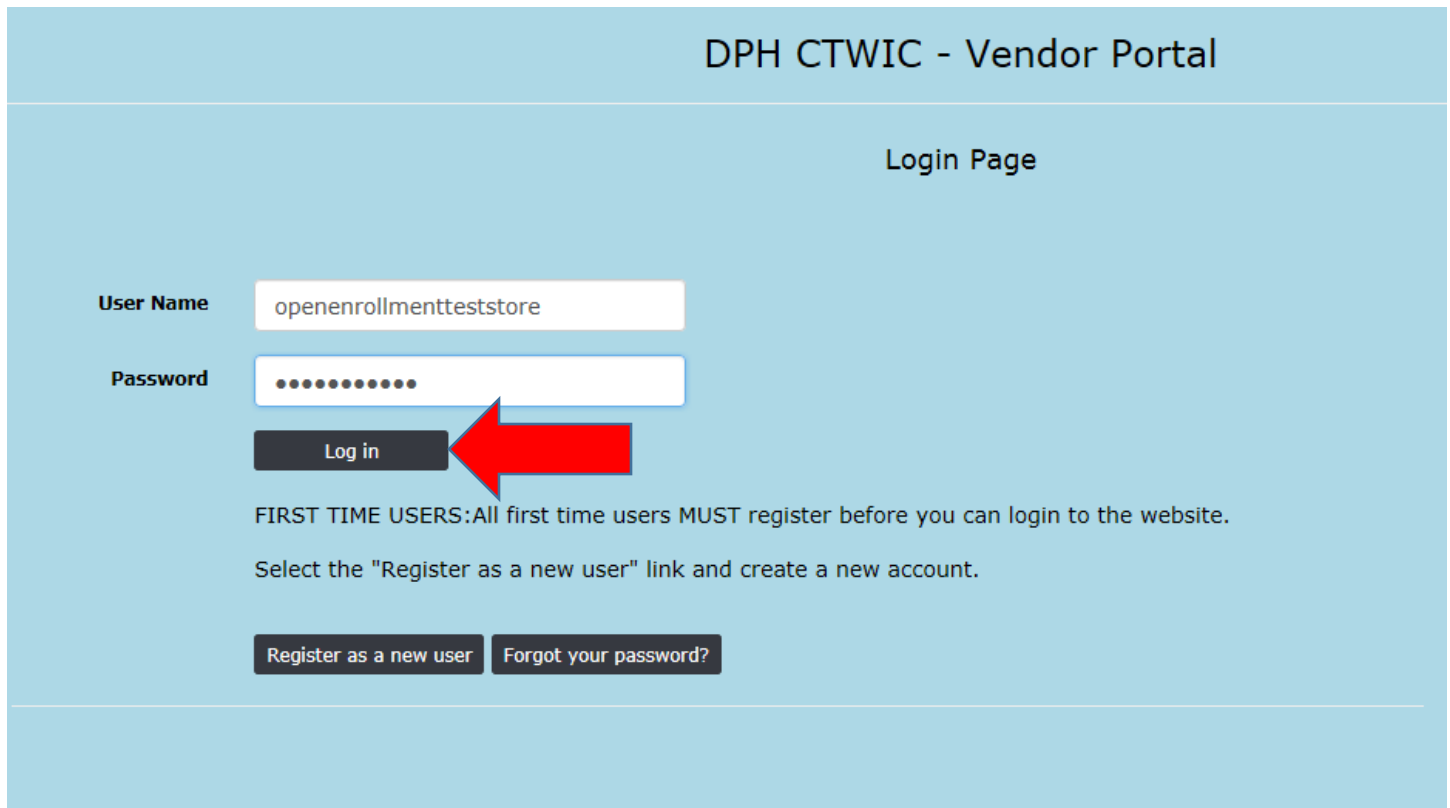 DPH CTWIC - Vendor Portal
Login Page
User Name
openenrollmentteststore
Password
•••••••••••
Log in
FIRST TIME USERS:All first time users MUST register before you can login to the website.
Select the "Register as a new user" link and create a new account.
Register as a new user
Forgot your password?